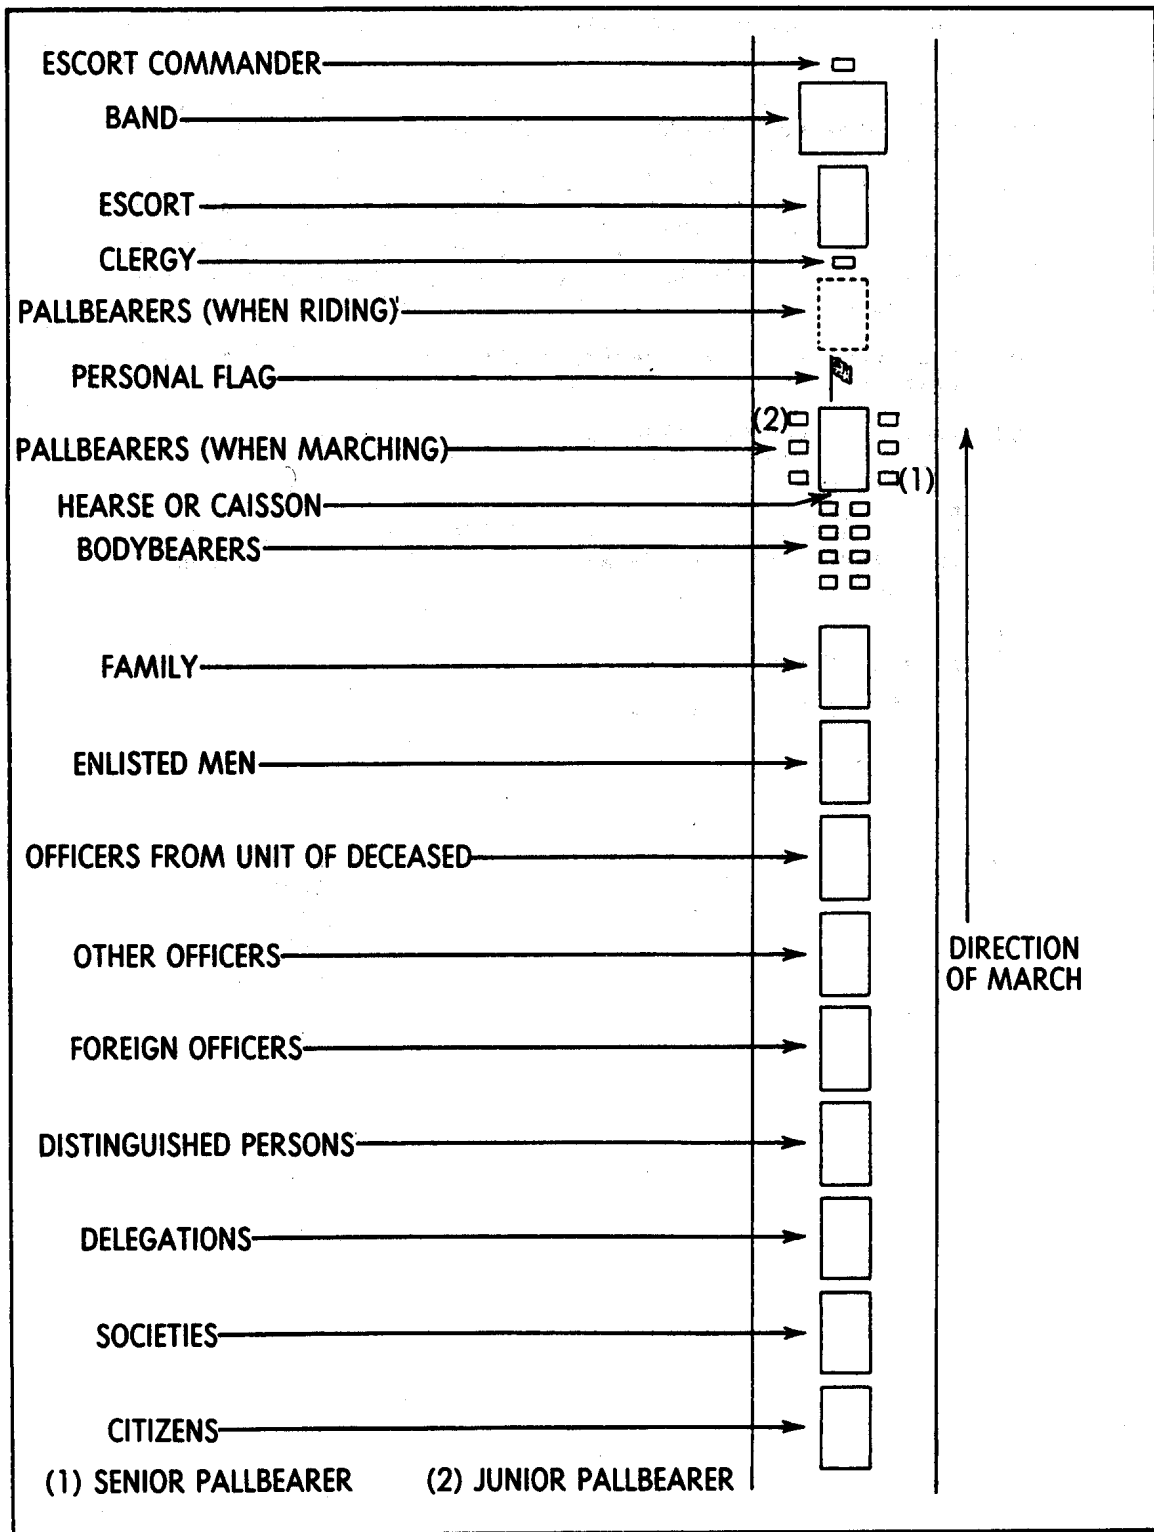 ESCORT COMMANDER
BAND
ESCORT
CLERGY
PALLBEARERS (WHEN RIDING)
PERSONAL FLAG
(2)
PALLBEARERS (WHEN MARCHING)
(1)
HEARSE OR CAISSON
BODYBEARERS
FAMILY
ENLISTED MEN
OFFICERS FROM UNIT OF DECEASED
OTHER OFFICERS
DIRECTION
OF MARCH
FOREIGN OFFICERS
DISTINGUISHED PERSONS
DELEGATIONS
SOCIETIES
CITIZENS
(1) SENIOR PALLBEARER (2) JUNIOR PALLBEARER